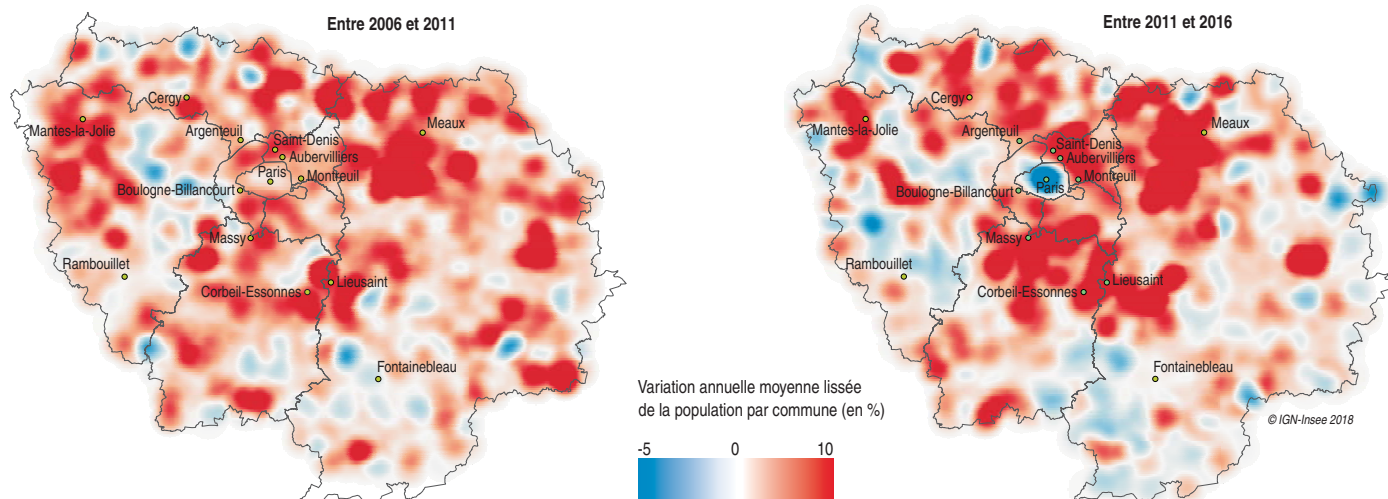 Entre 2006 et 2011
Cergy
Mantes-la-Jolie
Argenteuil
Saint-Denis
Meaux
Aubervilliers
Paris
Montreuil
Boulogne-Billancourt
Massy
Rambouillet
Lieusaint
Corbeil-Essonnes
Fontainebleau
Entre 2011 et 2016
Cergy
Mantes-la-Jolie
Argenteuil
Saint-Denis
Meaux
Aubervilliers
Paris
Montreuil
Boulogne-Billancourt
Massy
Rambouillet
Lieusaint
Corbeil-Essonnes
Fontainebleau
Variation annuelle moyenne lissée
de la population par commune (en %)
-5 0 10
© IGN-Insee 2018